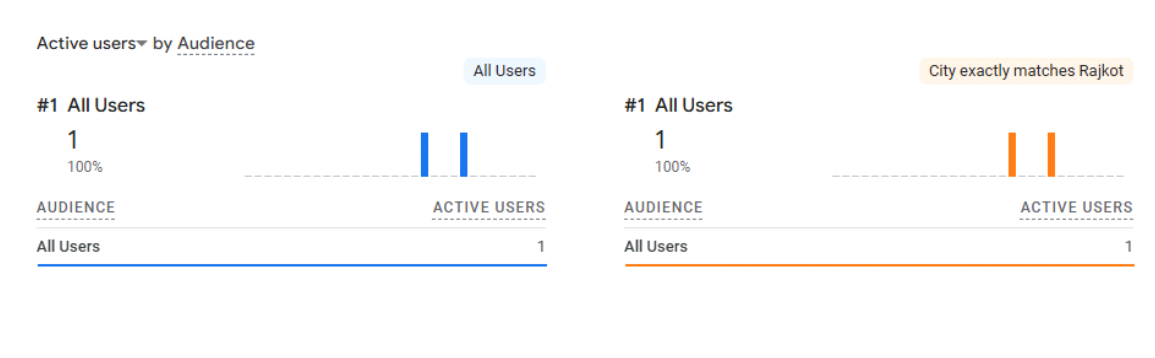 Active users by Audience
All Users
#1 All Users
1
100%
AUDIENCE ACTIVE USERS
All Users 1
City exactly matches Rajkot
#1 All Users
1
100%
AUDIENCE ACTIVE USERS
All Users 1